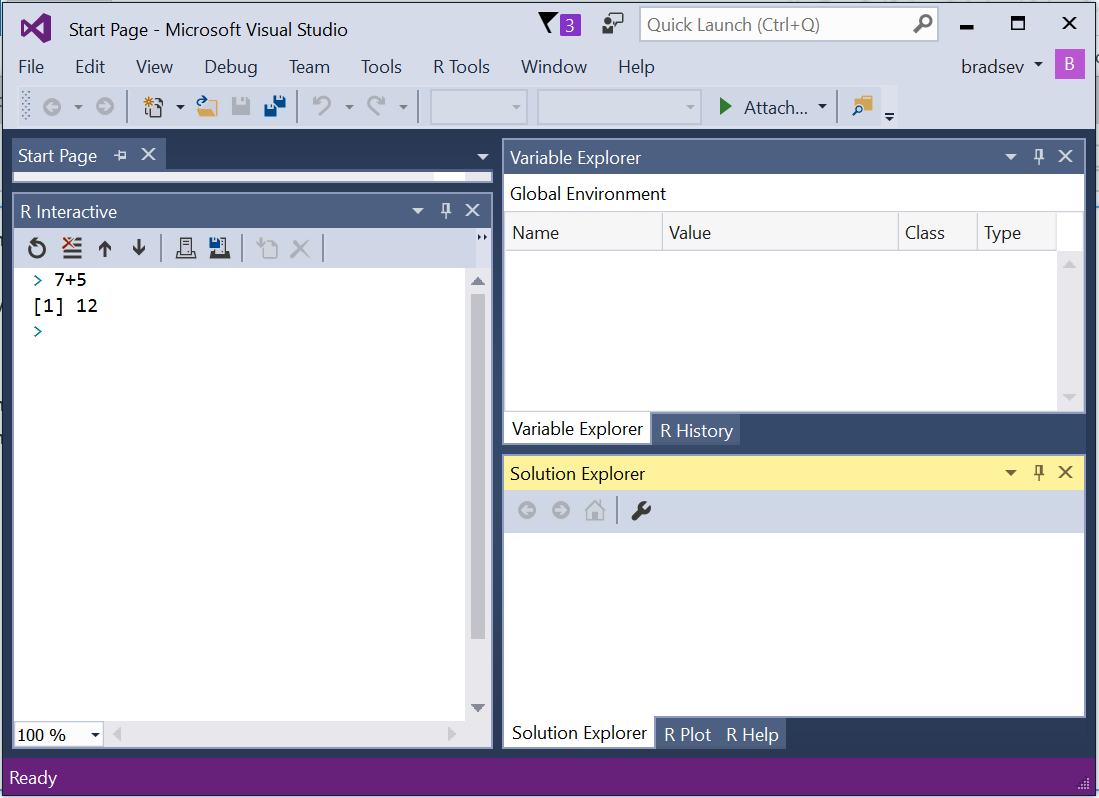 Start Page - Microsoft Visual Studio
3
Quick Launch (Ctrl+Q)
File Edit View Debug Team Tools R Tools Window Help
bradsev
B
Attach...
Start Page
R Interactive
> 7+5
[1] 12
>
100 %
Variable Explorer
Global Environment
Name Value Class Type
Variable Explorer R History
Solution Explorer
Solution Explorer R Plot R Help
Ready